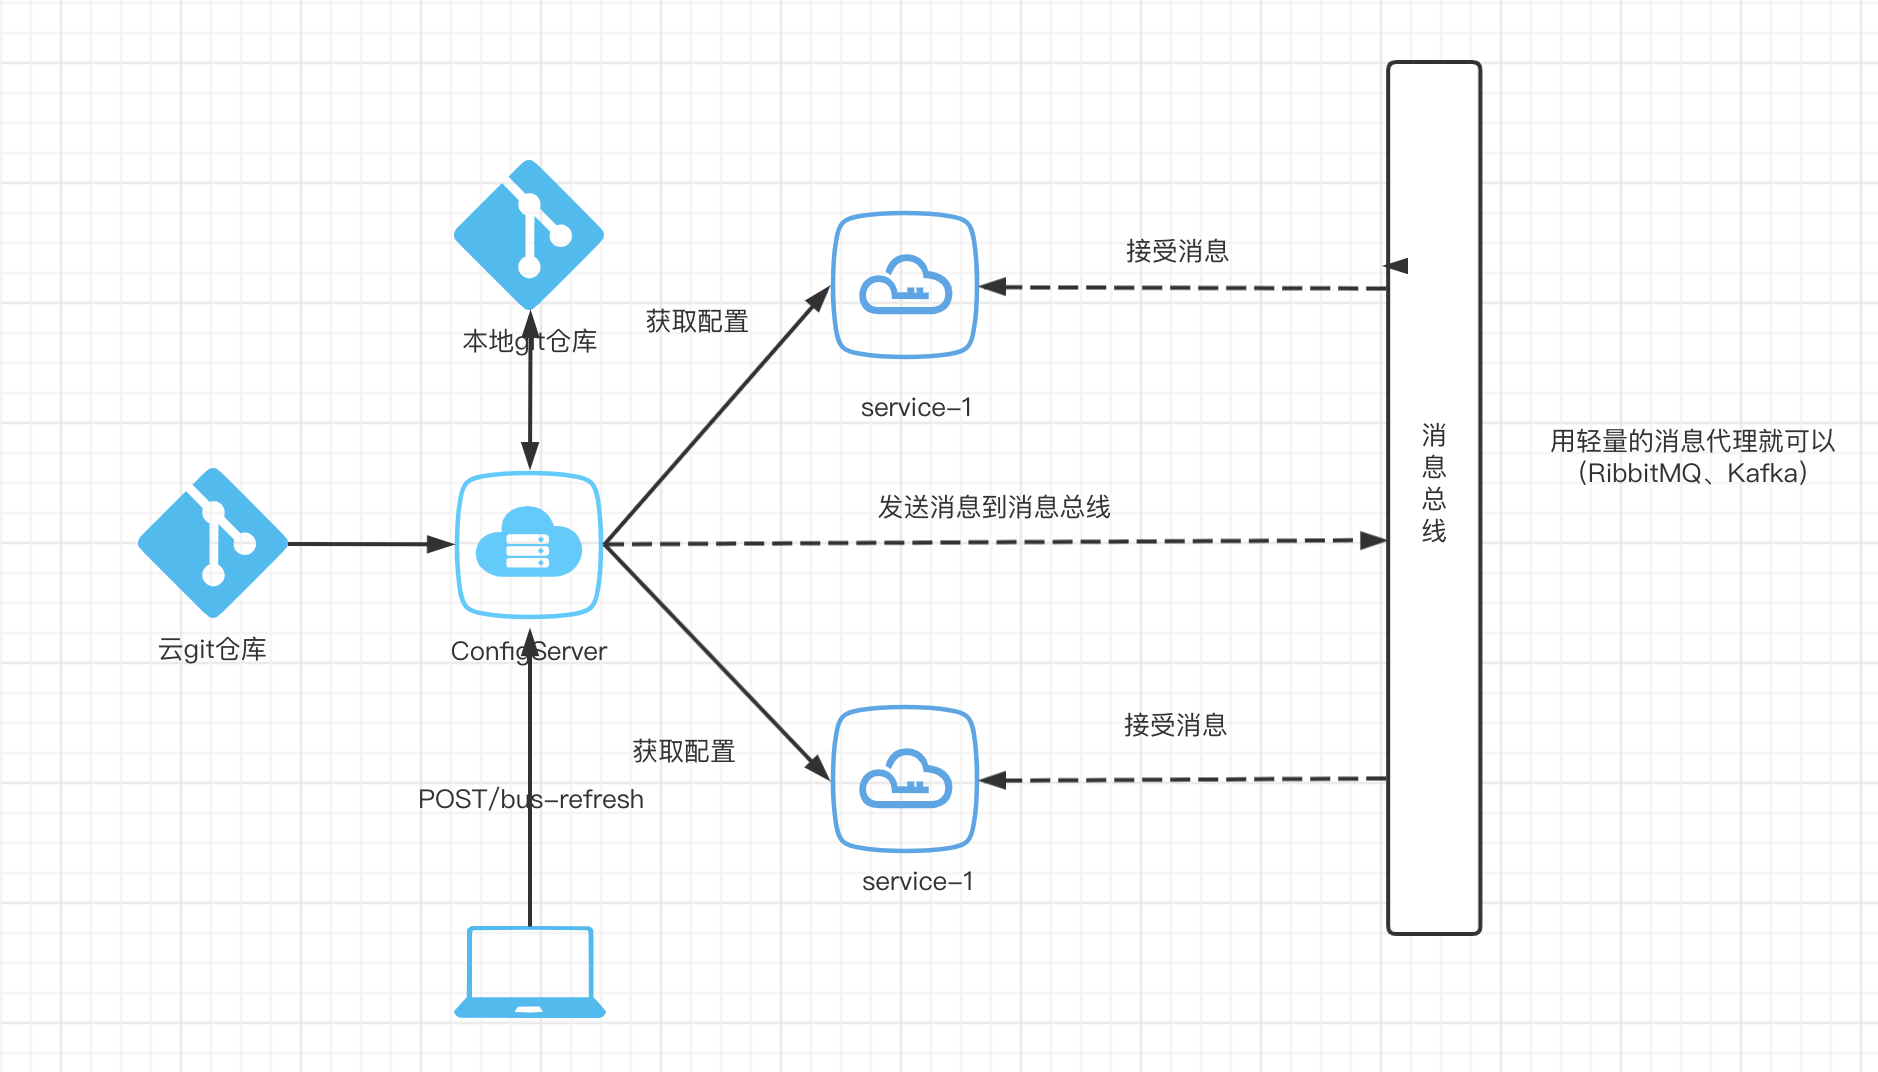 本地git仓库
获取配置
接受消息
service-1
云git仓库
ConfigServer
发送消息到消息总线
消息总线
用轻量的消息代理就可以
（RibbitMQ、Kafka）
获取配置
接受消息
POST/bus-refresh
service-1